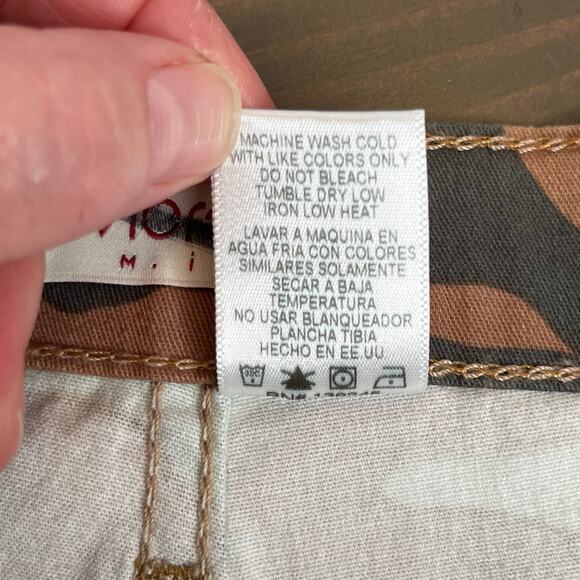 MACHINE WASH COLD
WITH LIKE COLORS ONLY
DO NOT BLEACH
TUMBLE DRY LOW
IRON LOW HEAT
LAVAR A MAQUINA EN
AGUA FRIA CON COLORES
SIMILARES SOLAMENTE
SECAR A BAJA
TEMPERATURA
NO USAR BLANQUEADOR
PLANCHA TIBIA
HECHO EN EE.UU
M. i